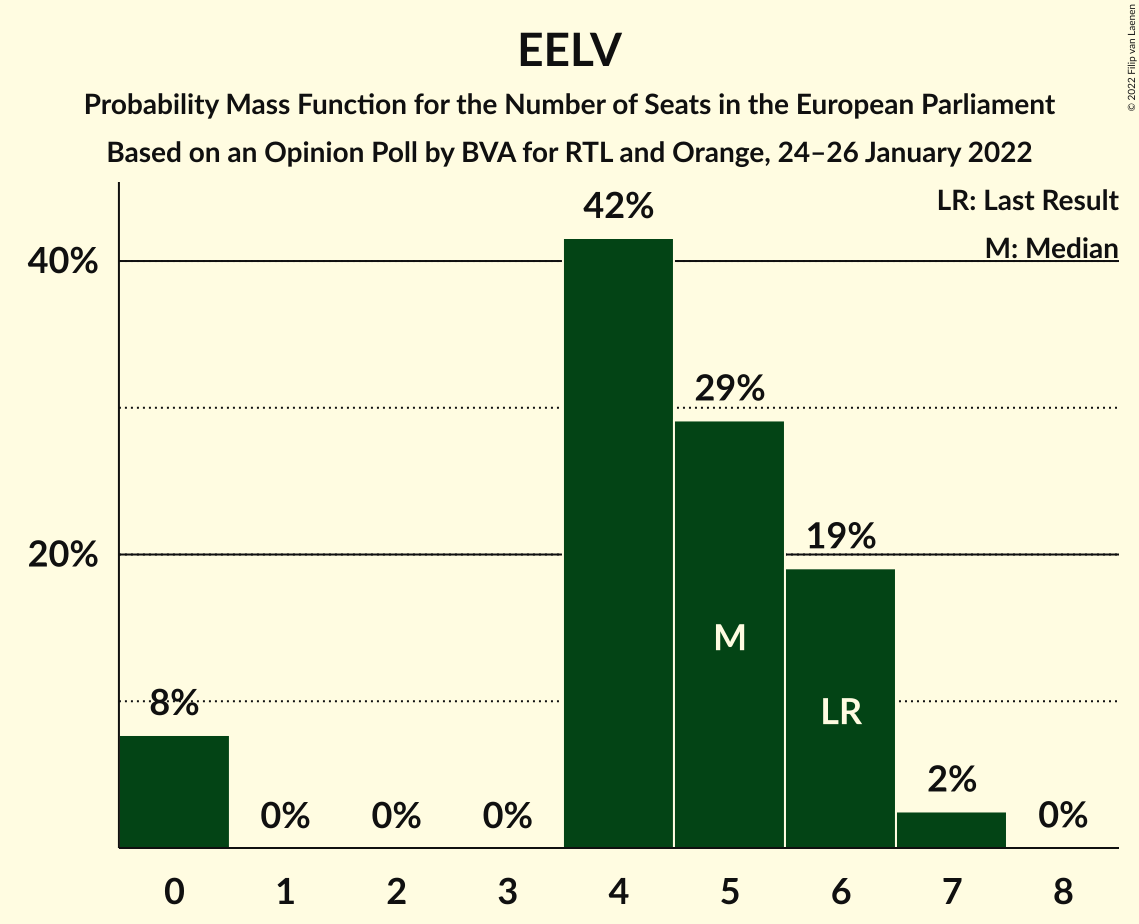 EELV
Probability Mass Function for the Number of Seats in the European Parliament
Based on an Opinion Poll by BVA for RTL and Orange, 24–26 January 2022
© 2022 Filip van Laenen
LR: Last Result
M: Median
40%
20%
42%
29%
19%
8%
0%
0%
0%
2%
0%
M
LR
0 1 2 3 4 5 6 7 8